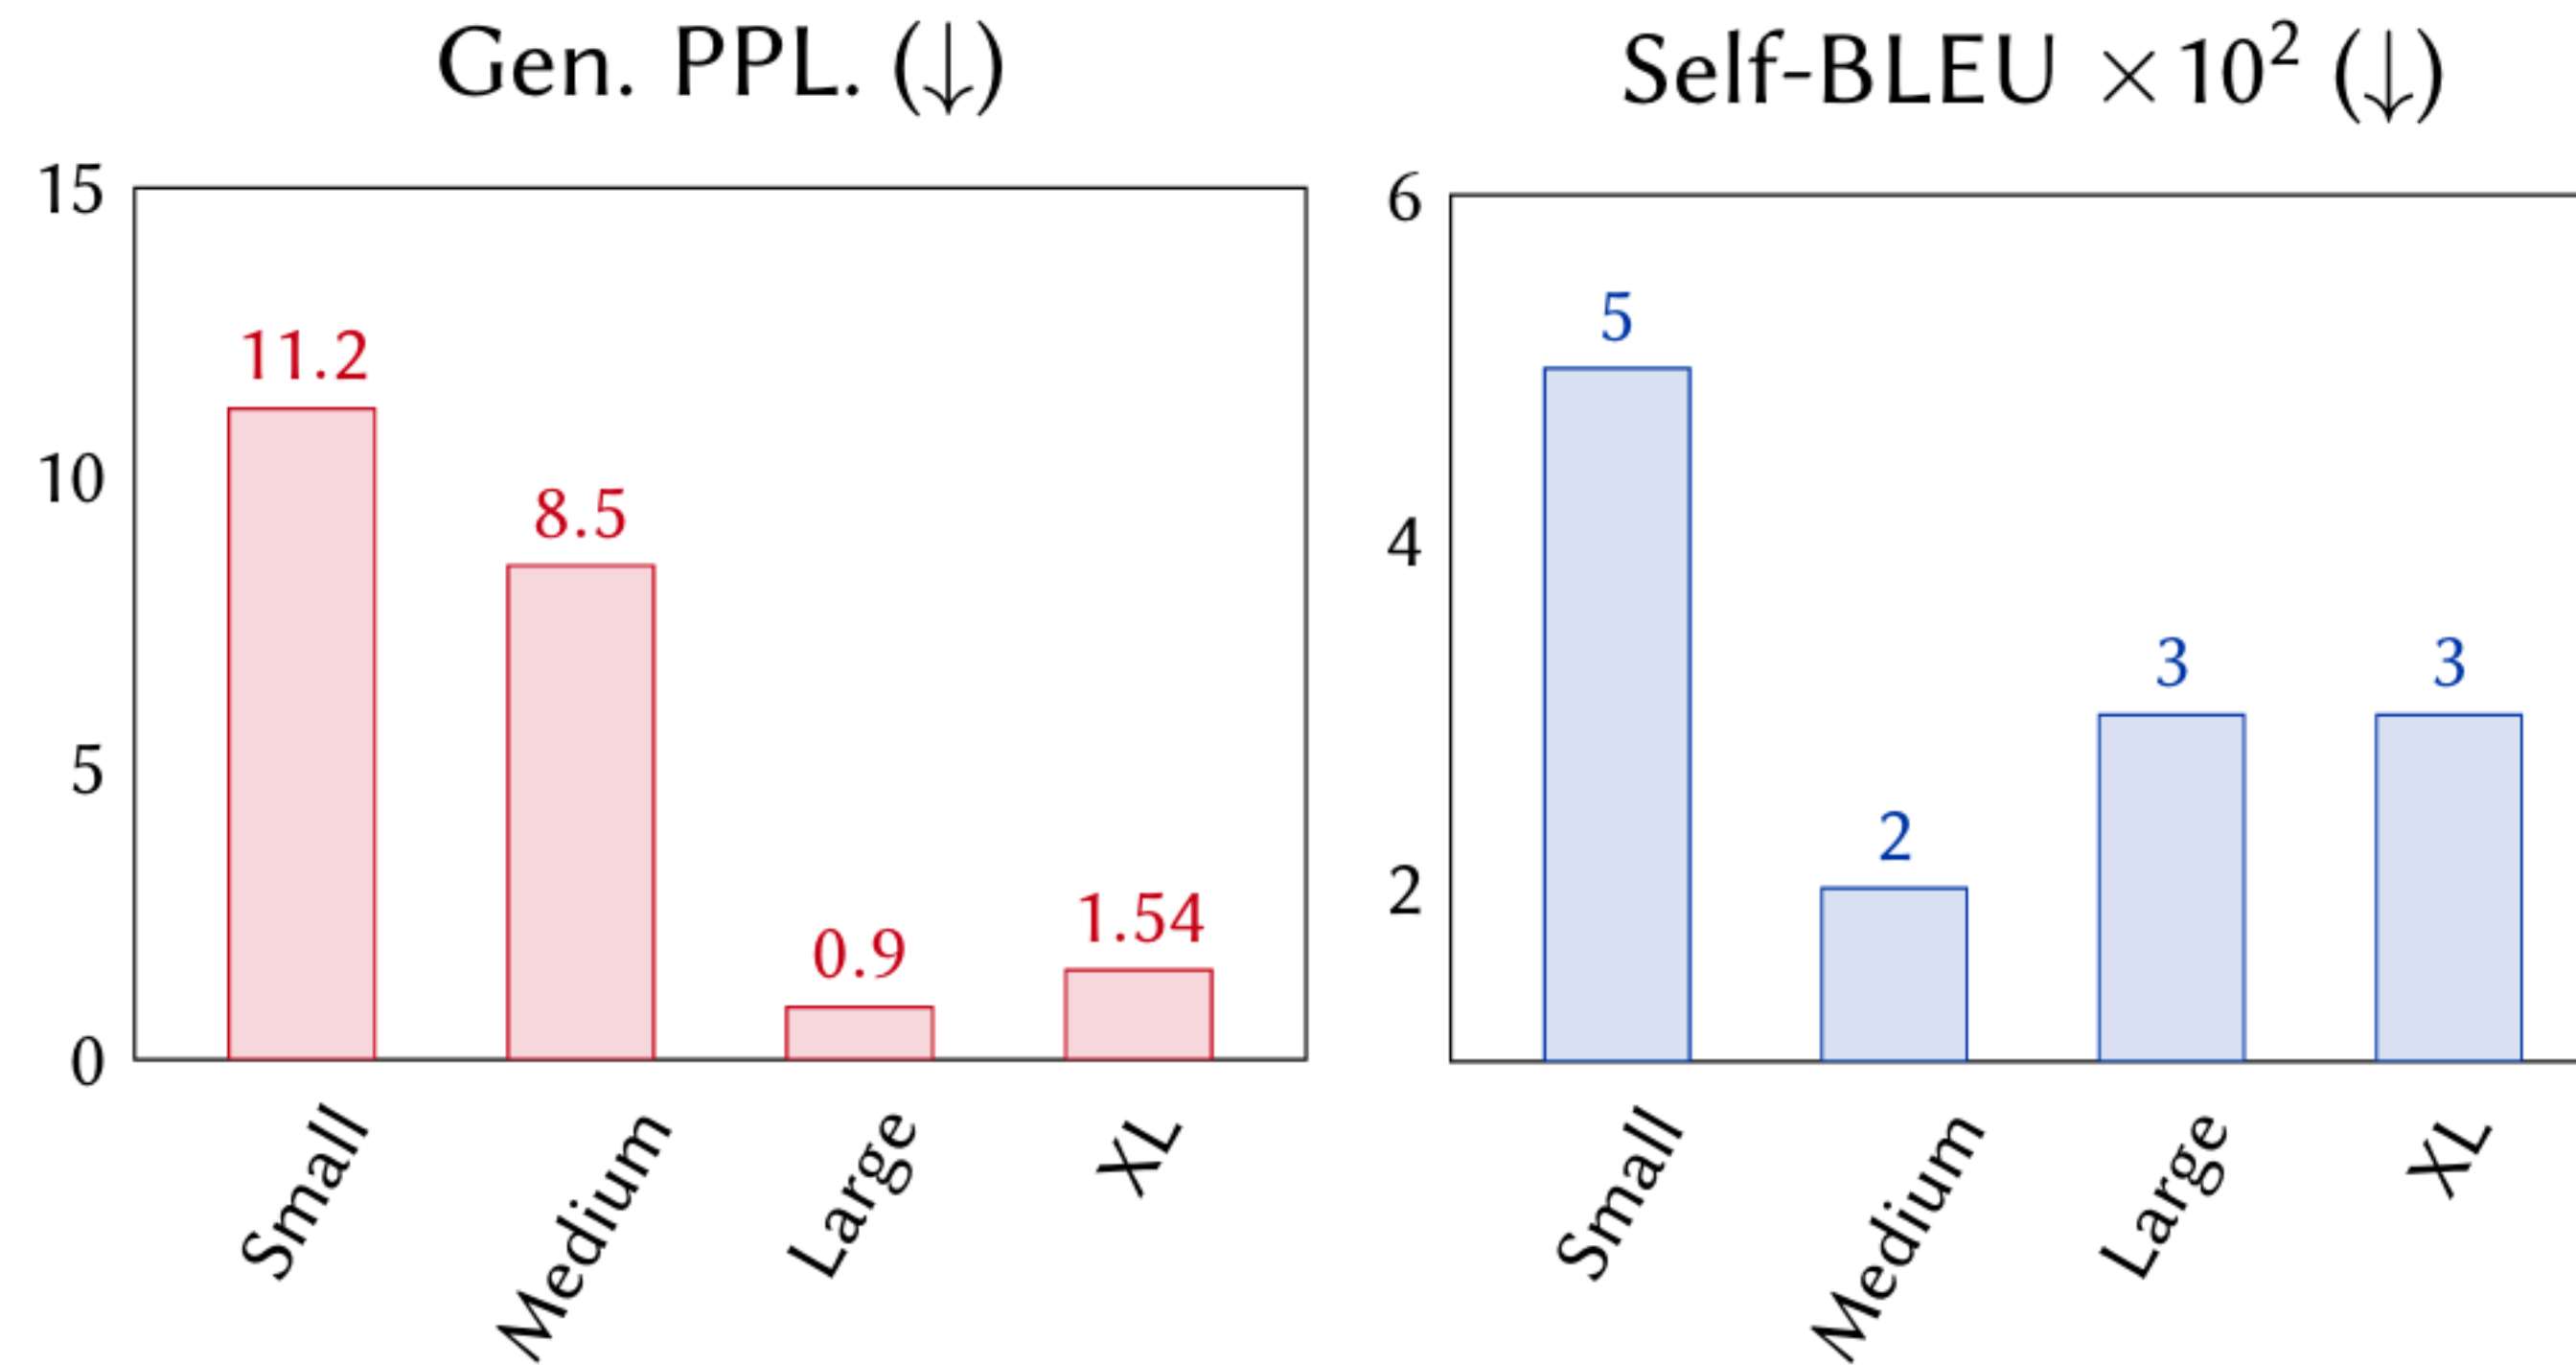 Gen. PPL. (↓)
15
10
5
0
11.2
8.5
0.9
1.54
Small
Medium
Large
XL
Self-BLEU ×10² (↓)
6
4
2
5
2
3
3
Small
Medium
Large
XL